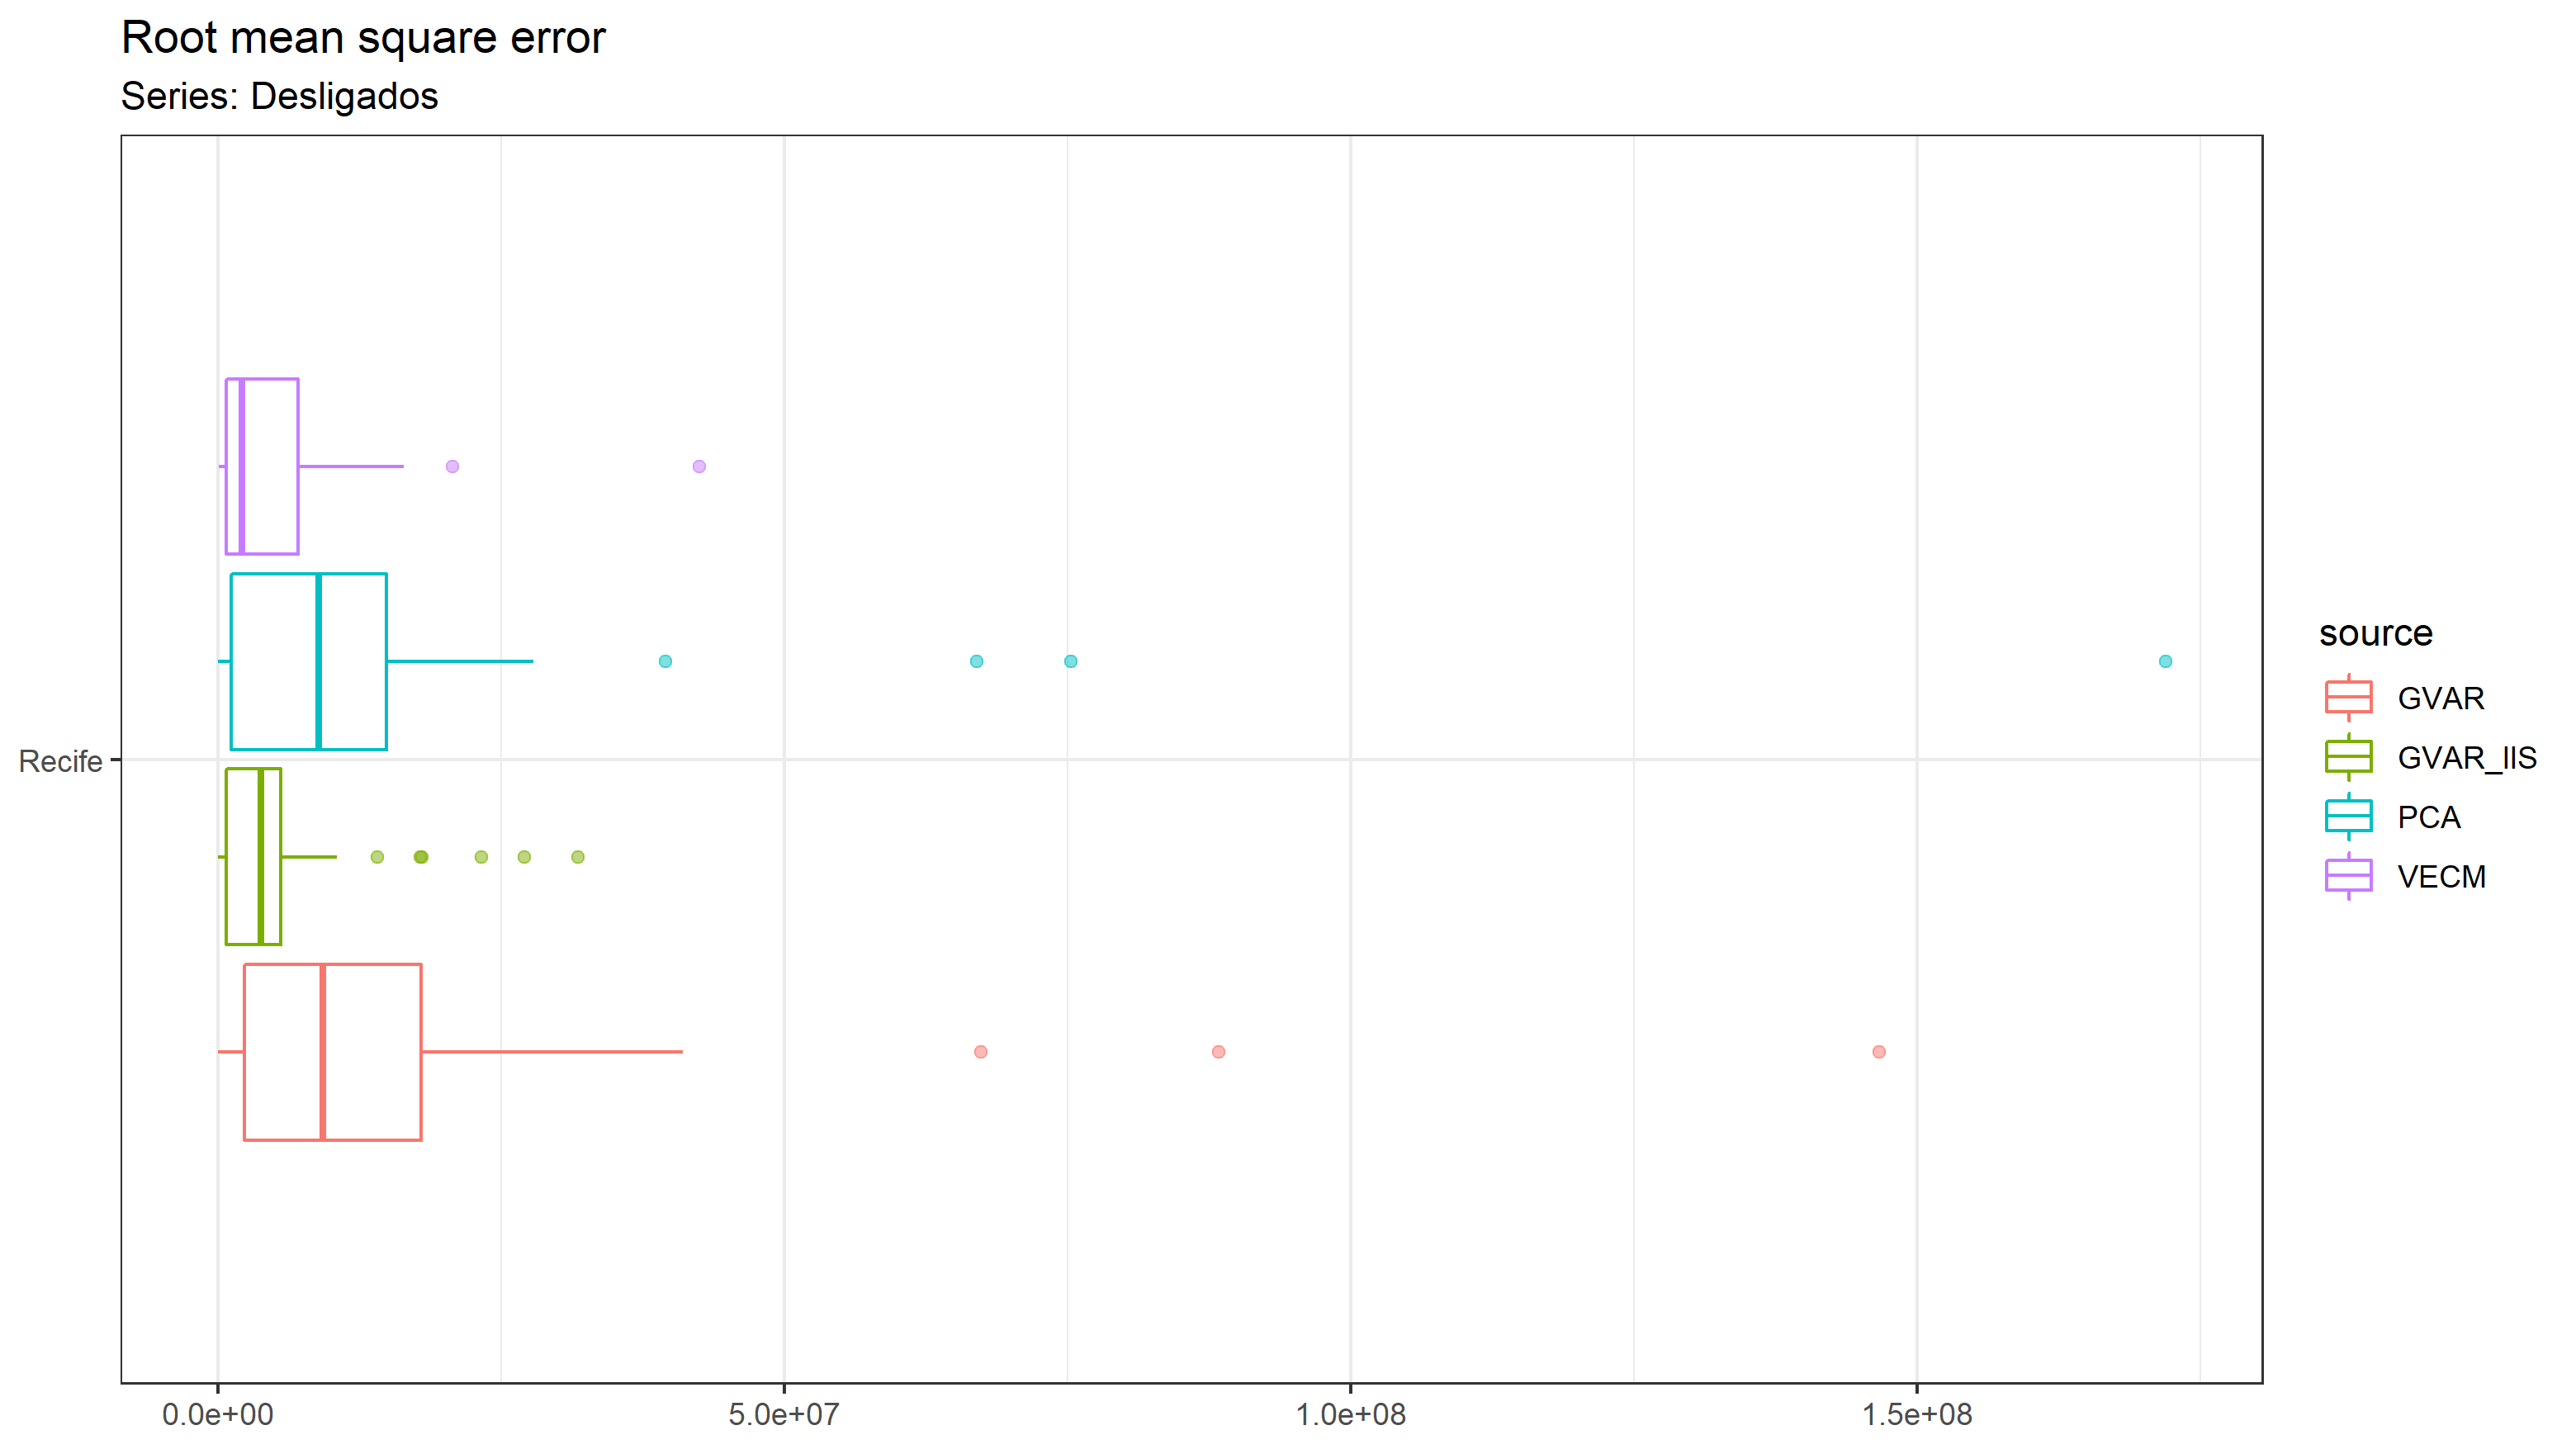 Root mean square error
Series: Desligados
Recife
0.0e+00
5.0e+07
1.0e+08
1.5e+08
source
GVAR
GVAR_IIS
PCA
VECM